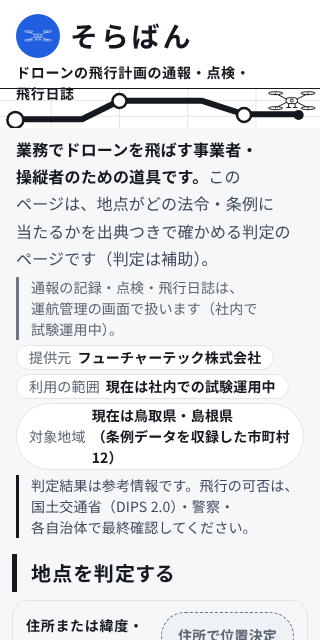 そらばん
ドローンの飛行計画の通報・点検・
飛行日誌
業務でドローンを飛ばす事業者・
操縦者のための道具です。この
ページは、地点がどの法令・条例に
当たるかを出典つきで確かめる判定の
ページです（判定は補助）。
通報の記録・点検・飛行日誌は、
運航管理の画面で扱います（社内で
試験運用中）。
提供元 フューチャーテック株式会社
利用の範囲 現在は社内での試験運用中
対象地域 現在は鳥取県・島根県
（条例データを収録した市町村
12）
判定結果は参考情報です。飛行の可否は、
国土交通省（DIPS 2.0）・警察・
各自治体で最終確認してください。
地点を判定する
住所または緯度・
住所で位置決定